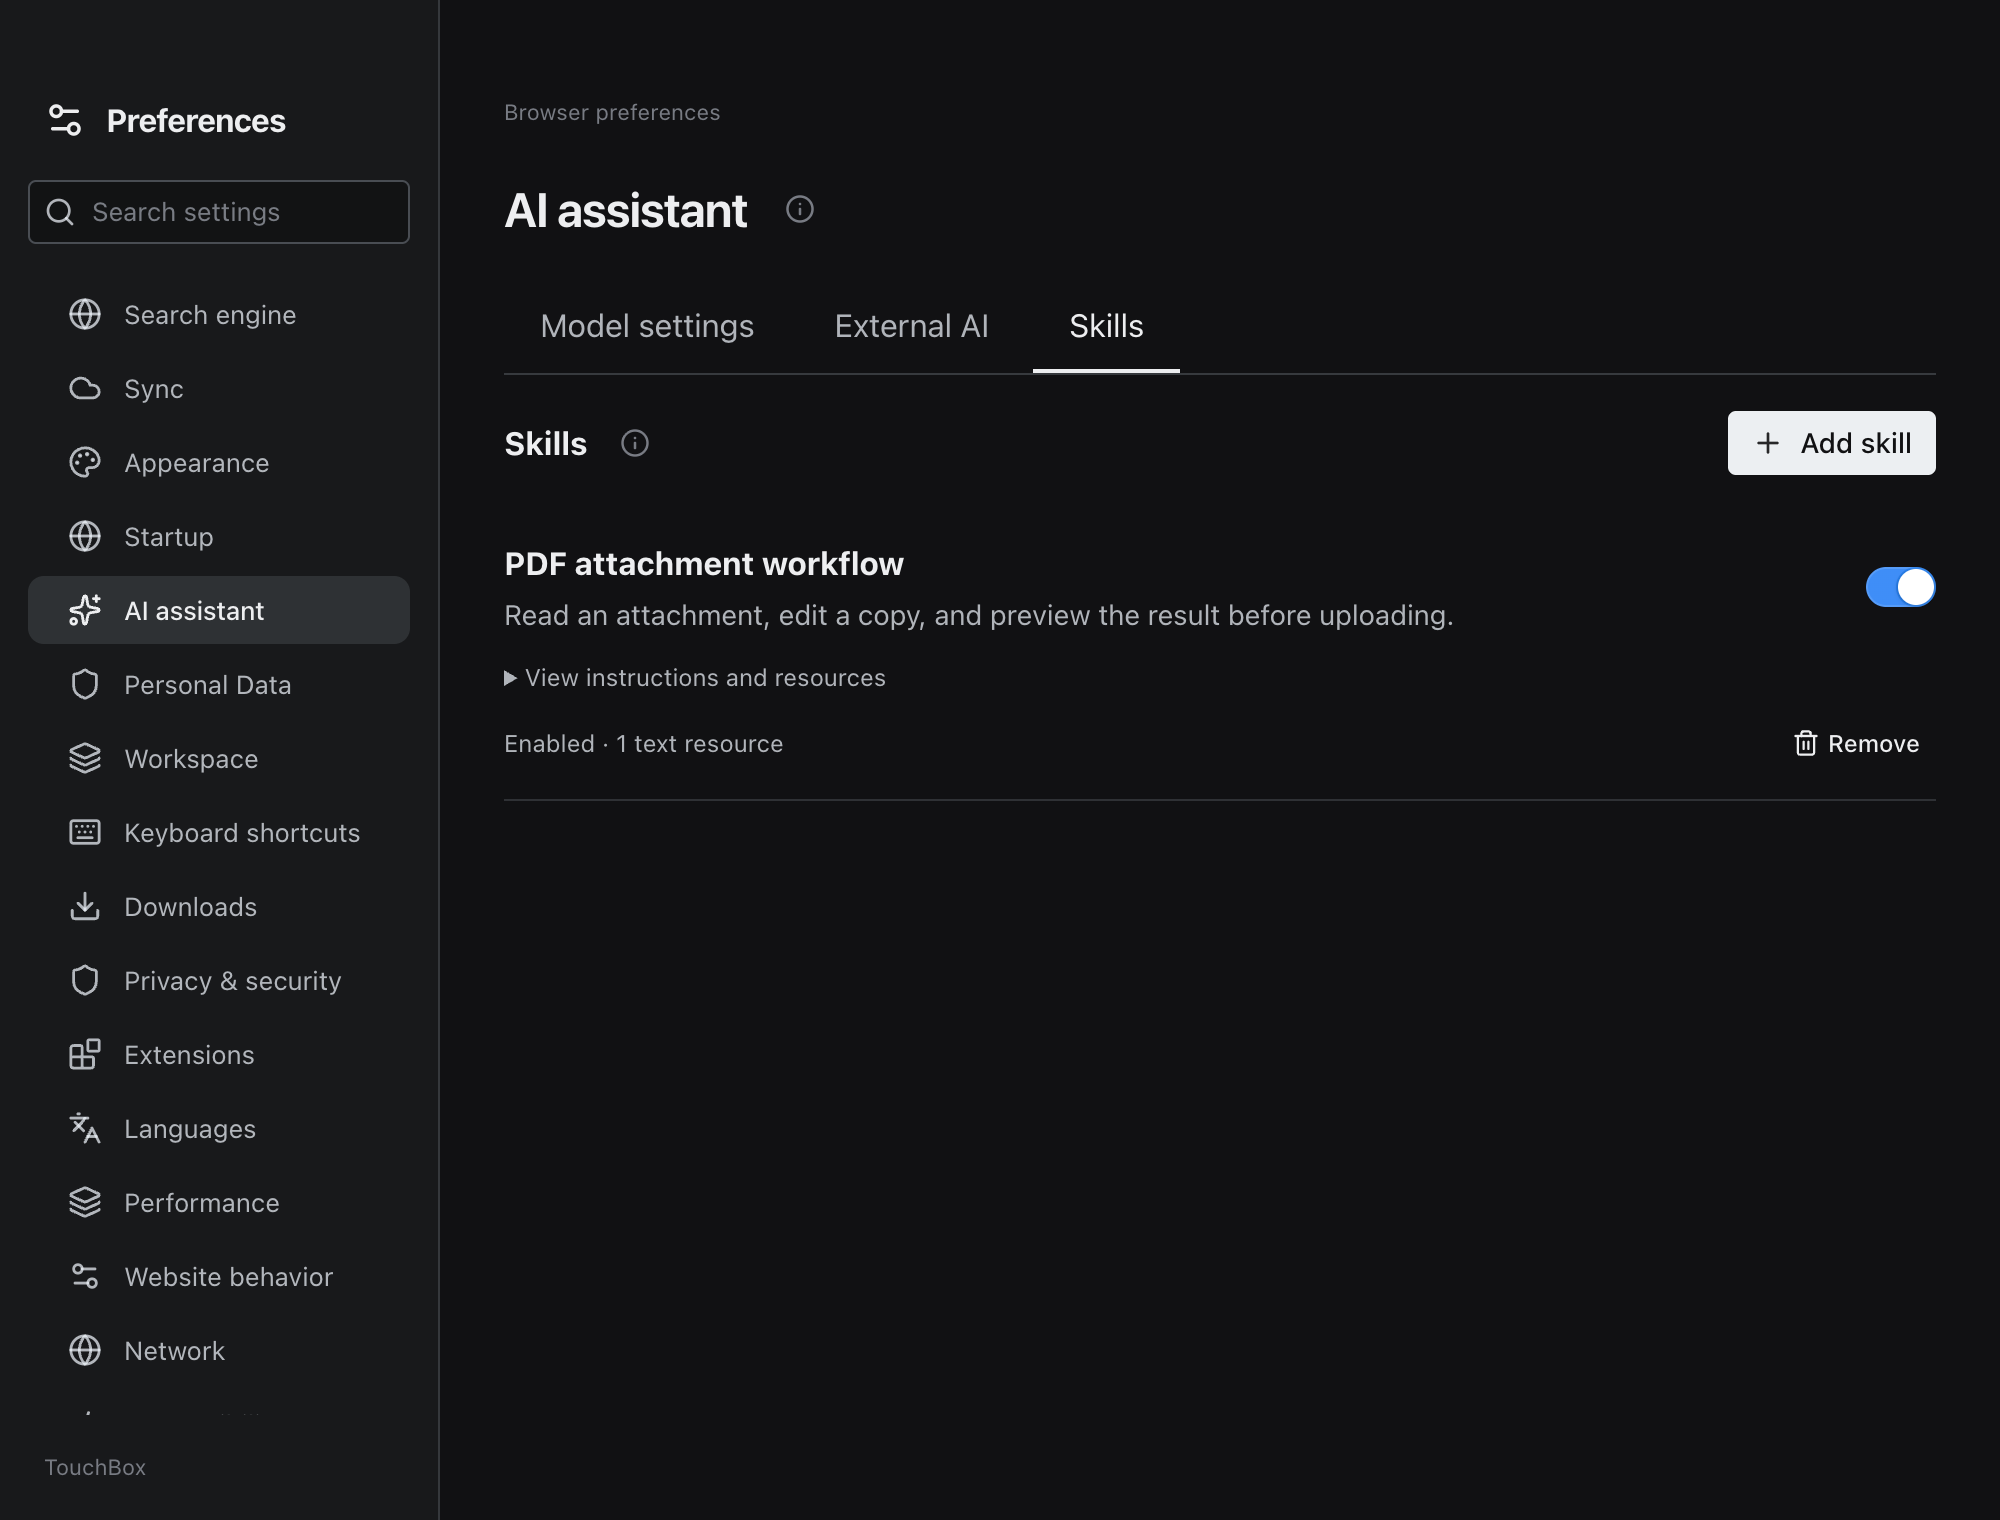 Preferences
Search settings
Search engine
Sync
Appearance
Startup
AI assistant
Personal Data
Workspace
Keyboard shortcuts
Downloads
Privacy & security
Extensions
Languages
Performance
Website behavior
Network
TouchBox
Browser preferences
AI assistant
Model settings External AI Skills
Skills
Add skill
PDF attachment workflow
Read an attachment, edit a copy, and preview the result before uploading.
View instructions and resources
Enabled · 1 text resource
Remove